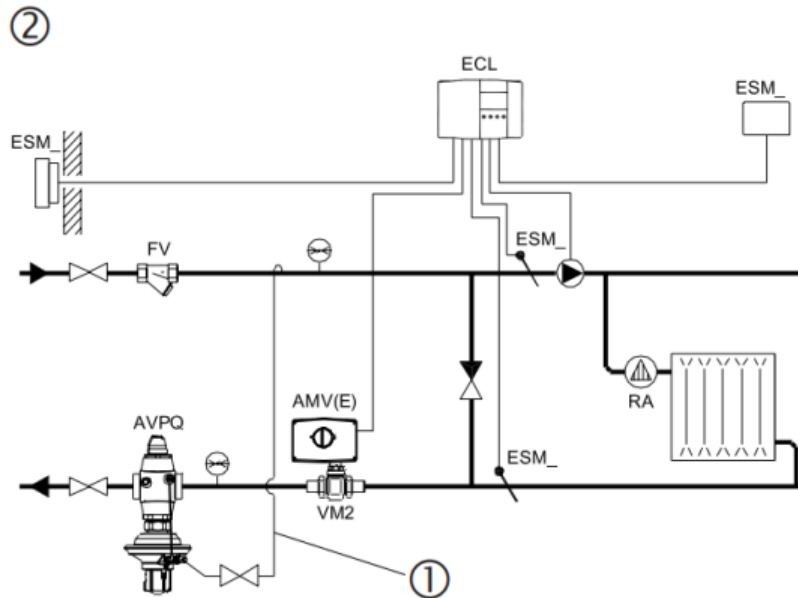 ②
ECL
ESM_
ESM_
FV
ESM_
AMV(E)
RA
AVPQ
ESM_
VM2
①